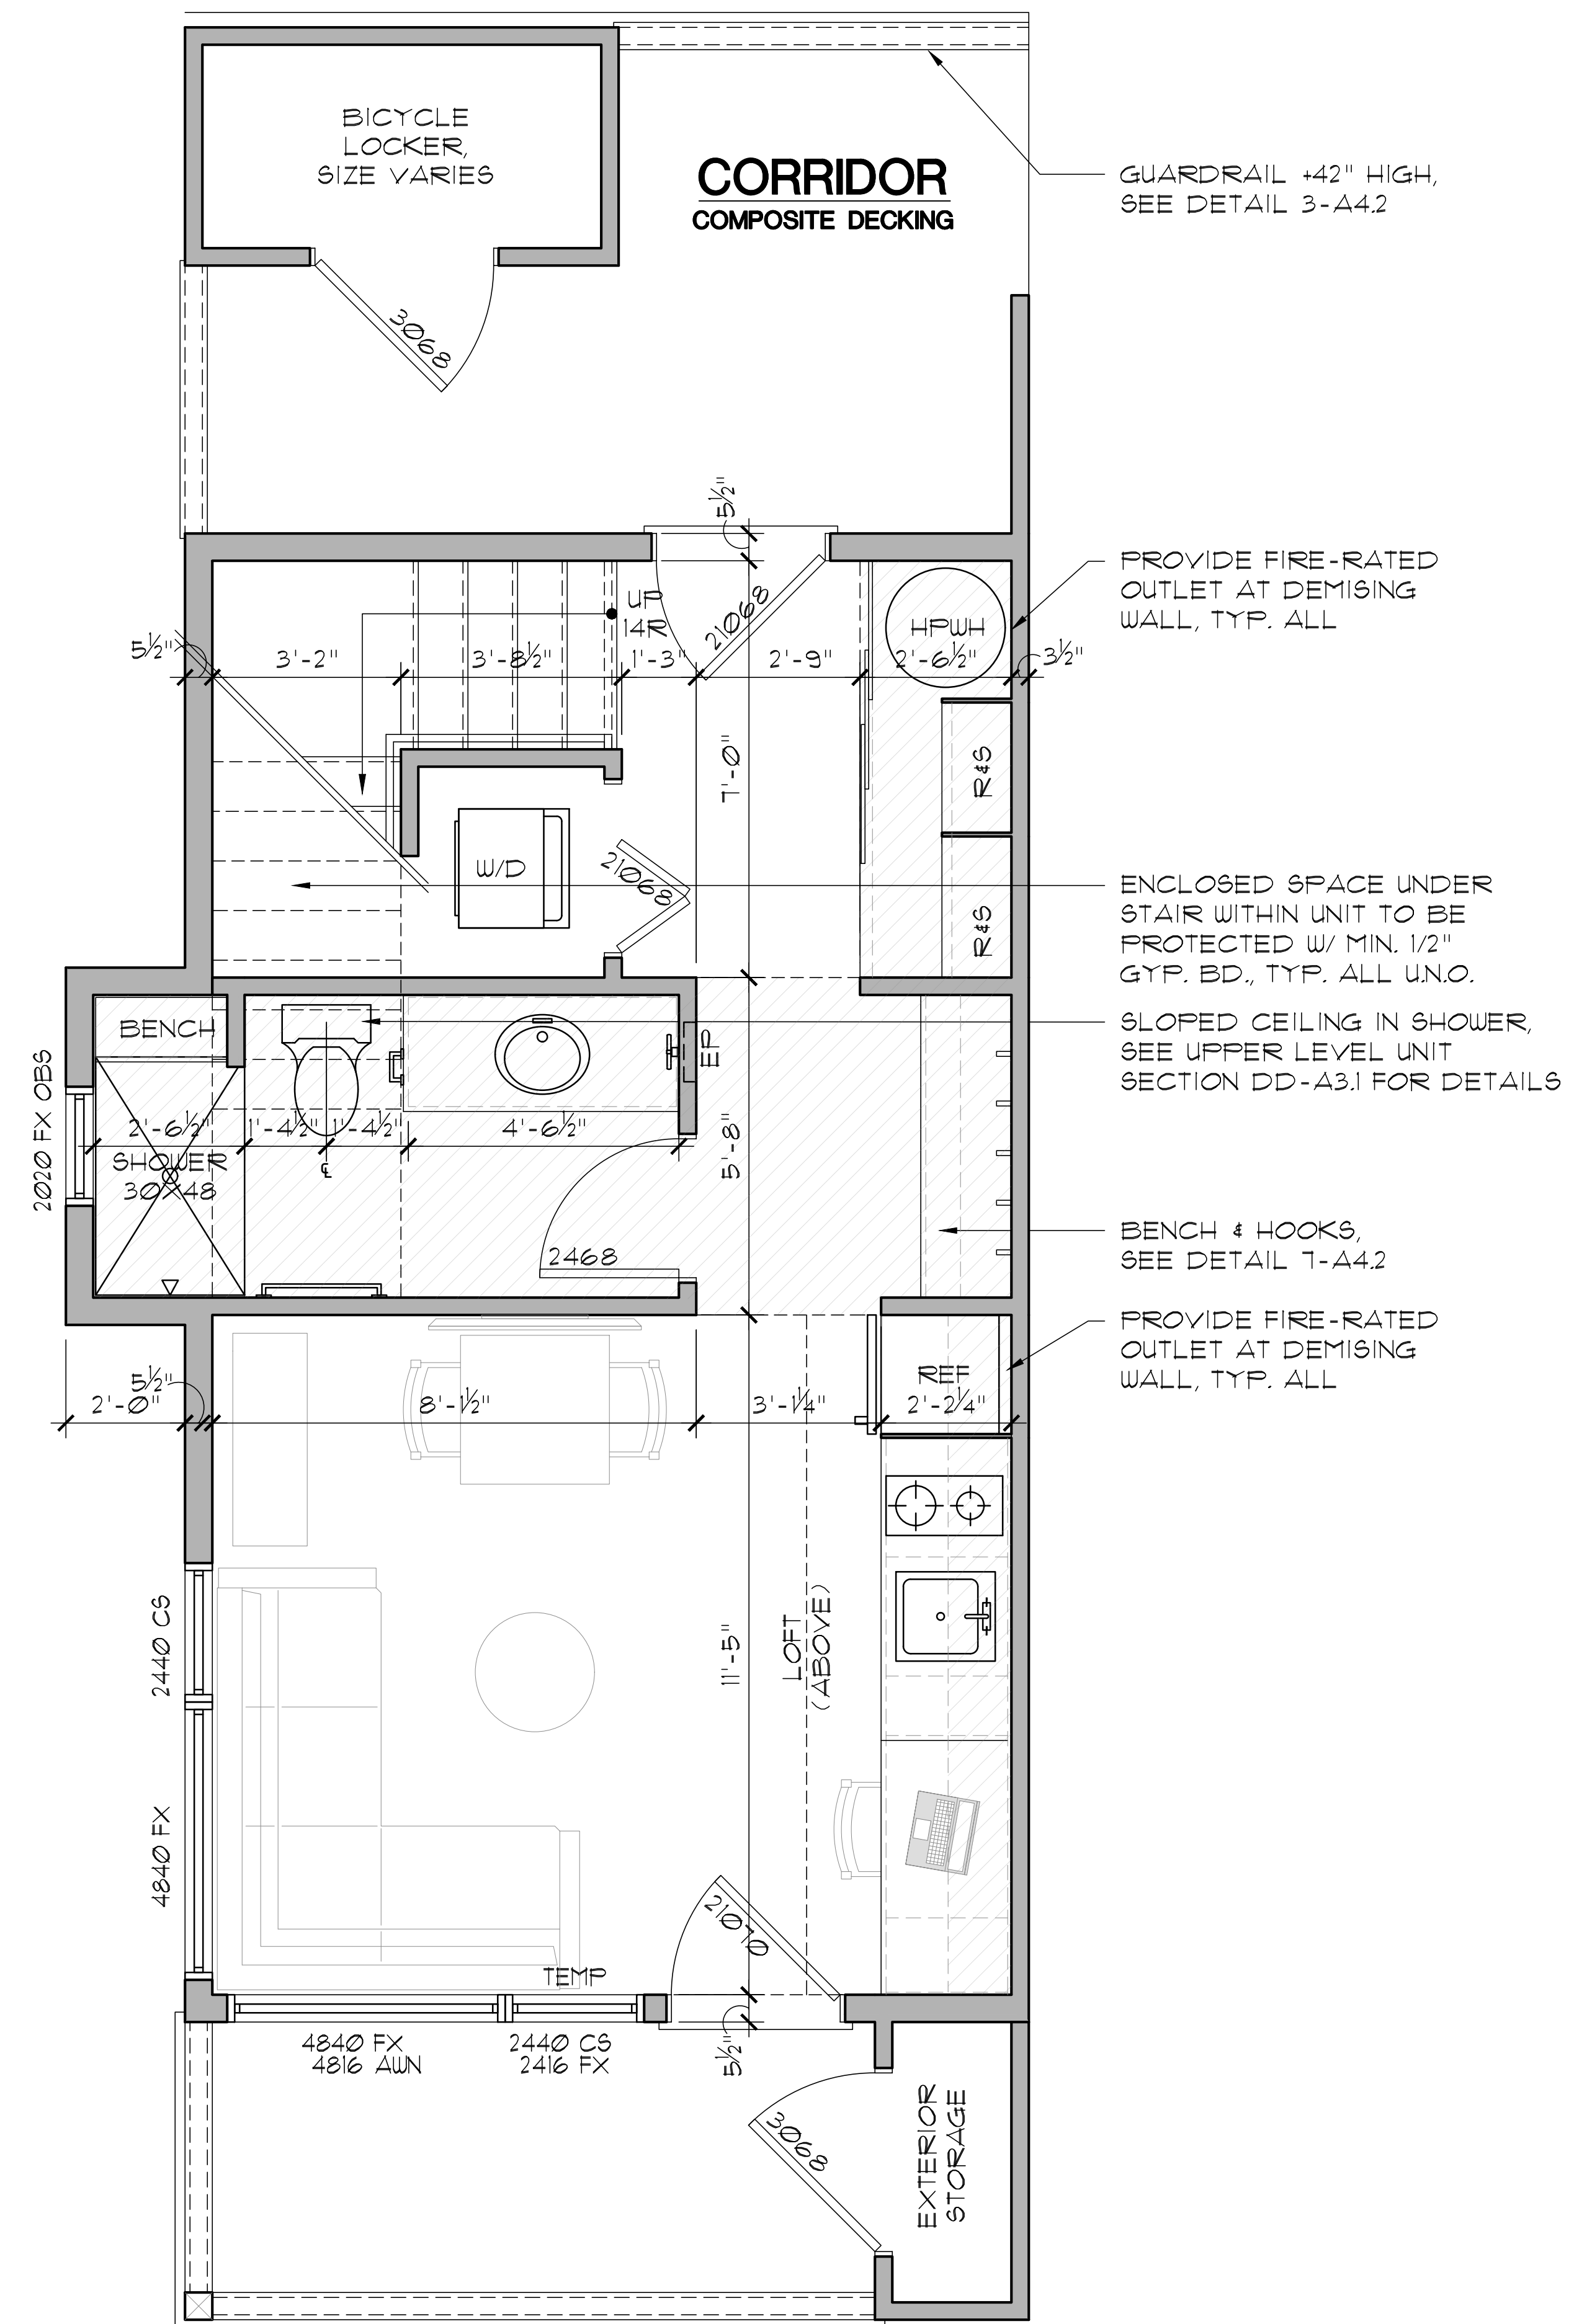 BICYCLE
LOCKER,
SIZE VARIES
CORRIDOR
COMPOSITE DECKING
GUARDRAIL +42" HIGH,
SEE DETAIL 3-A4.2
3068
5½"
PROVIDE FIRE-RATED
OUTLET AT DEMISING
WALL, TYP. ALL
UP
14R
21068
HPWH
5½"
3'-2"
3'-8½"
1'-3"
2'-9"
2'-6½"
3½"
7'-0"
R&S
W/D
21068
R&S
ENCLOSED SPACE UNDER
STAIR WITHIN UNIT TO BE
PROTECTED W/ MIN. 1/2"
GYP. BD., TYP. ALL U.N.O.
BENCH
EP
SLOPED CEILING IN SHOWER,
SEE UPPER LEVEL UNIT
SECTION DD-A3.1 FOR DETAILS
2020 FX OBS
2'-6½"
1'-4½"
1'-4½"
4'-6½"
5'-8"
SHOWER
30X48
℄
2468
BENCH & HOOKS,
SEE DETAIL 7-A4.2
PROVIDE FIRE-RATED
OUTLET AT DEMISING
WALL, TYP. ALL
REF
5½"
2'-0"
8'-1½"
3'-1¼"
2'-2¼"
2440 CS
11'-5"
LOFT
(ABOVE)
4840 FX
21070
TEMP
4840 FX
4816 AWN
2440 CS
2416 FX
5½"
3068
EXTERIOR
STORAGE